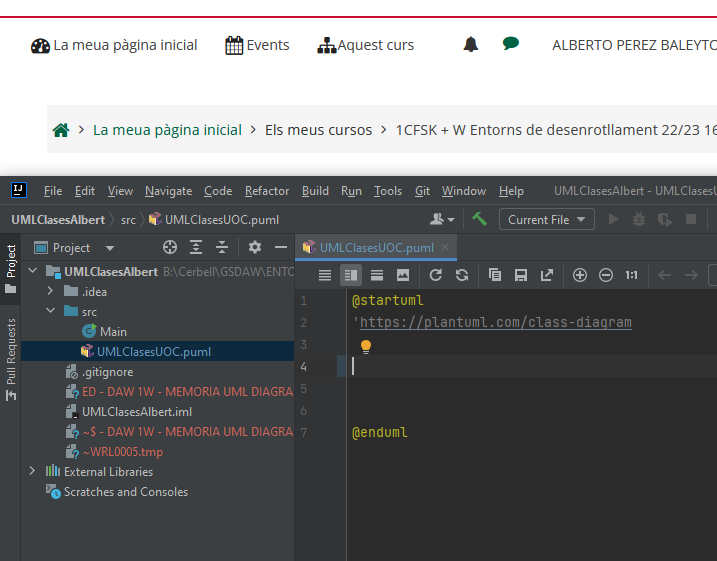 La meua pàgina inicial Events Aquest curs ALBERTO PEREZ BALEYTO
La meua pàgina inicial > Els meus cursos > 1CFSK + W Entorns de desenrotllament 22/23 16
IJ File Edit View Navigate Code Refactor Build Run Tools Git Window Help UMLClasesAlbert - UMLClasesU
UMLClasesAlbert > src > UMLClasesUOC.puml Current File
Project
Pull Requests
Project
UMLClasesAlbert B:\Cerbell\GSDAW\ENTO
.idea
src
Main
UMLClasesUOC.puml
.gitignore
ED - DAW 1W - MEMORIA UML DIAGRA
UMLClasesAlbert.iml
~$ - DAW 1W - MEMORIA UML DIAGRA
~WRL0005.tmp
External Libraries
Scratches and Consoles
UMLClasesUOC.puml
1:1
1 @startuml
2 'https://plantuml.com/class-diagram
3
4
5
6
7 @enduml